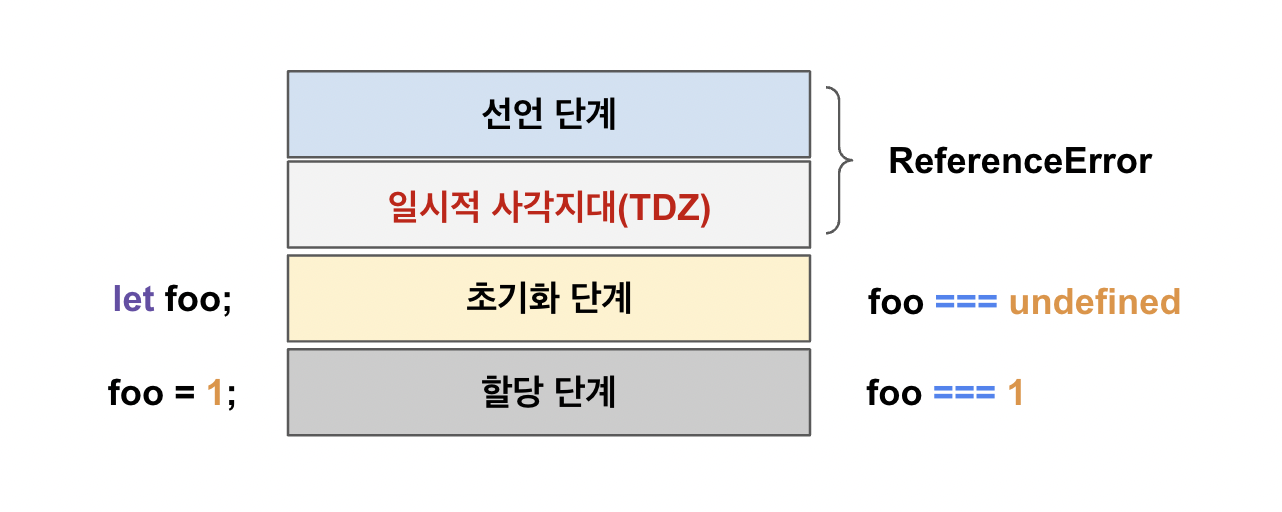 선언 단계
일시적 사각지대(TDZ)
ReferenceError
let foo;
초기화 단계
foo === undefined
foo = 1;
할당 단계
foo === 1